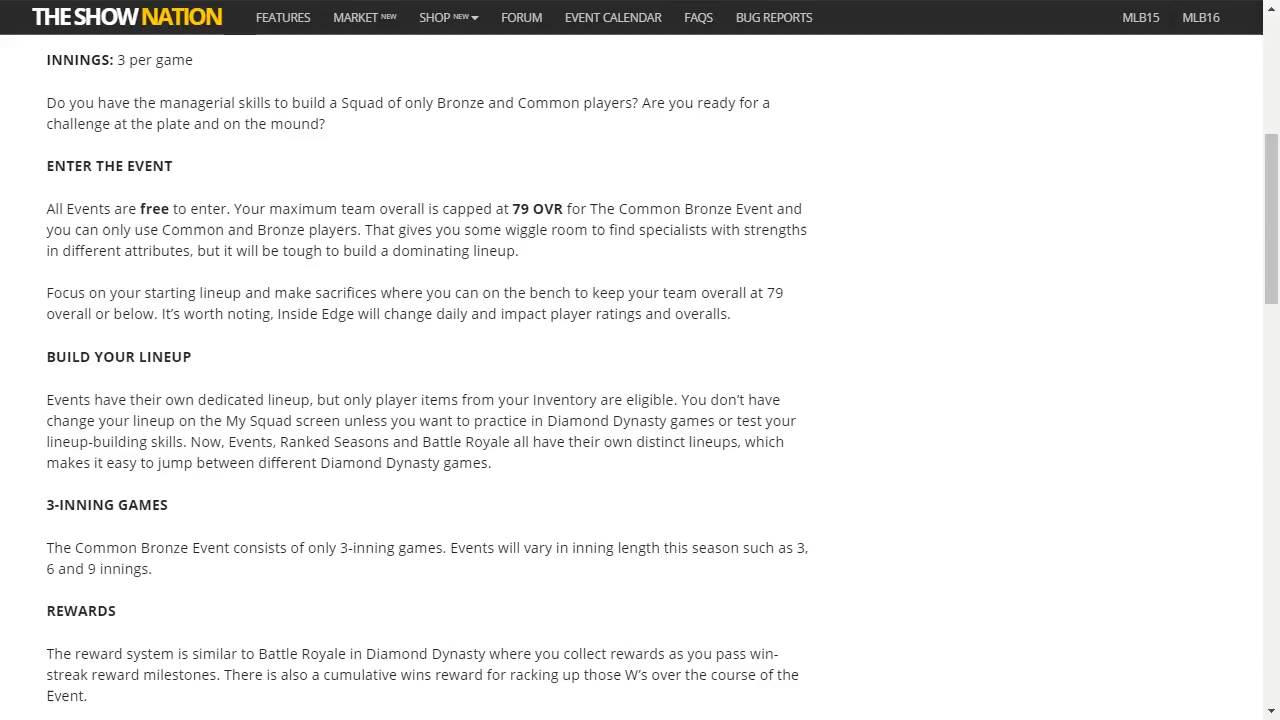 THE SHOW NATION FEATURES MARKET NEW SHOP NEW FORUM EVENT CALENDAR FAQS BUG REPORTS MLB15 MLB16
INNINGS: 3 per game
Do you have the managerial skills to build a Squad of only Bronze and Common players? Are you ready for a
challenge at the plate and on the mound?
ENTER THE EVENT
All Events are free to enter. Your maximum team overall is capped at 79 OVR for The Common Bronze Event and
you can only use Common and Bronze players. That gives you some wiggle room to find specialists with strengths
in different attributes, but it will be tough to build a dominating lineup.
Focus on your starting lineup and make sacrifices where you can on the bench to keep your team overall at 79
overall or below. It’s worth noting, Inside Edge will change daily and impact player ratings and overalls.
BUILD YOUR LINEUP
Events have their own dedicated lineup, but only player items from your Inventory are eligible. You don’t have
change your lineup on the My Squad screen unless you want to practice in Diamond Dynasty games or test your
lineup-building skills. Now, Events, Ranked Seasons and Battle Royale all have their own distinct lineups, which
makes it easy to jump between different Diamond Dynasty games.
3-INNING GAMES
The Common Bronze Event consists of only 3-inning games. Events will vary in inning length this season such as 3,
6 and 9 innings.
REWARDS
The reward system is similar to Battle Royale in Diamond Dynasty where you collect rewards as you pass win-
streak reward milestones. There is also a cumulative wins reward for racking up those W’s over the course of the
Event.